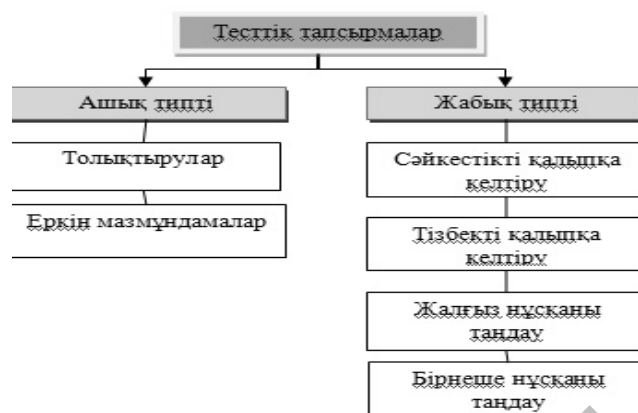 Тесттік тапсырмалар
Ашық типті
Жабық типті
Толықтырулар
Еркін мазмұндамалар
Сәйкестікті қалыпқа
келтіру
Тізбекті қалыпқа
келтіру
Жалғыз нұсқаны
таңдау
Бірнеше нұсқаны
таңдау